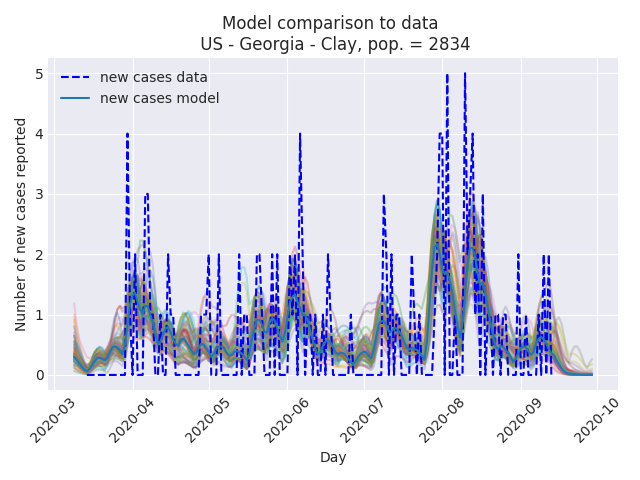 Model comparison to data
US - Georgia - Clay, pop. = 2834
new cases data
new cases model
Number of new cases reported
5
4
3
2
1
0
2020-03
2020-04
2020-05
2020-06
2020-07
2020-08
2020-09
2020-10
Day